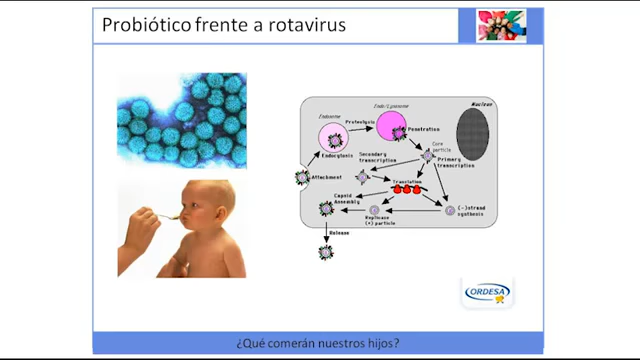 Probiótico frente a rotavirus
Endosome
Endo/Lysosome
Nucleus
Proteolysis
Penetration
Endocytosis
Core
particle
Secondary
transcription
Primary
transcription
Attachment
Translation
Capsid
Assembly
Replicase
(+) particle
(-)strand
synthesis
Release
ORDESA
¿Qué comerán nuestros hijos?